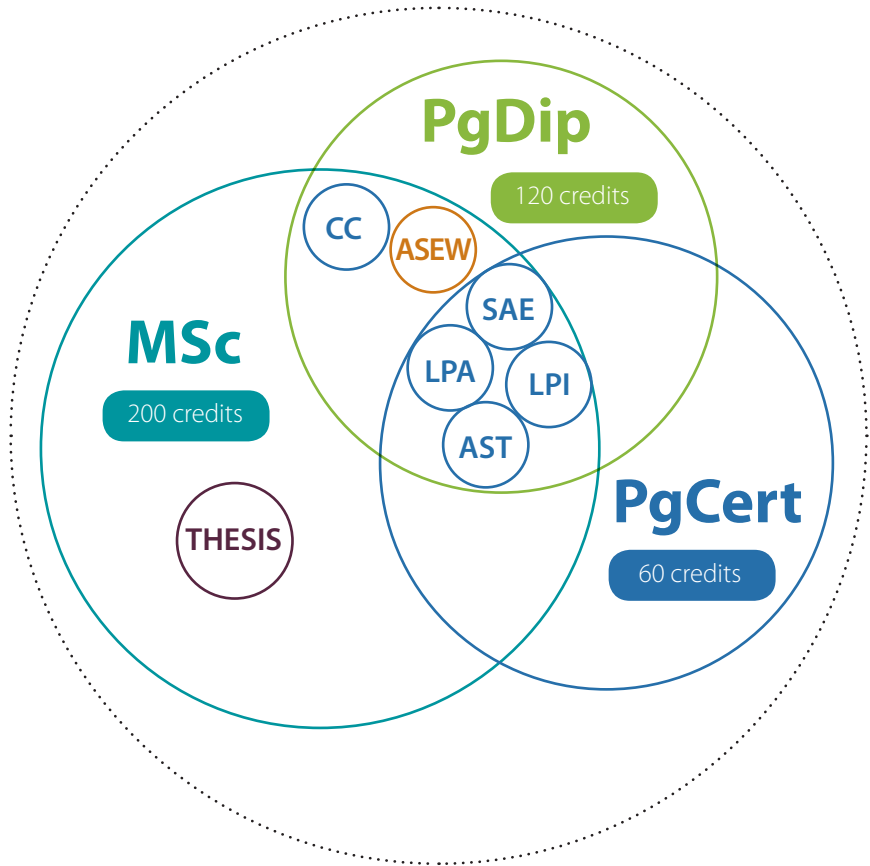 PgDip
120 credits
CC
ASEW
SAE
MSc
LPA
LPI
200 credits
AST
PgCert
THESIS
60 credits